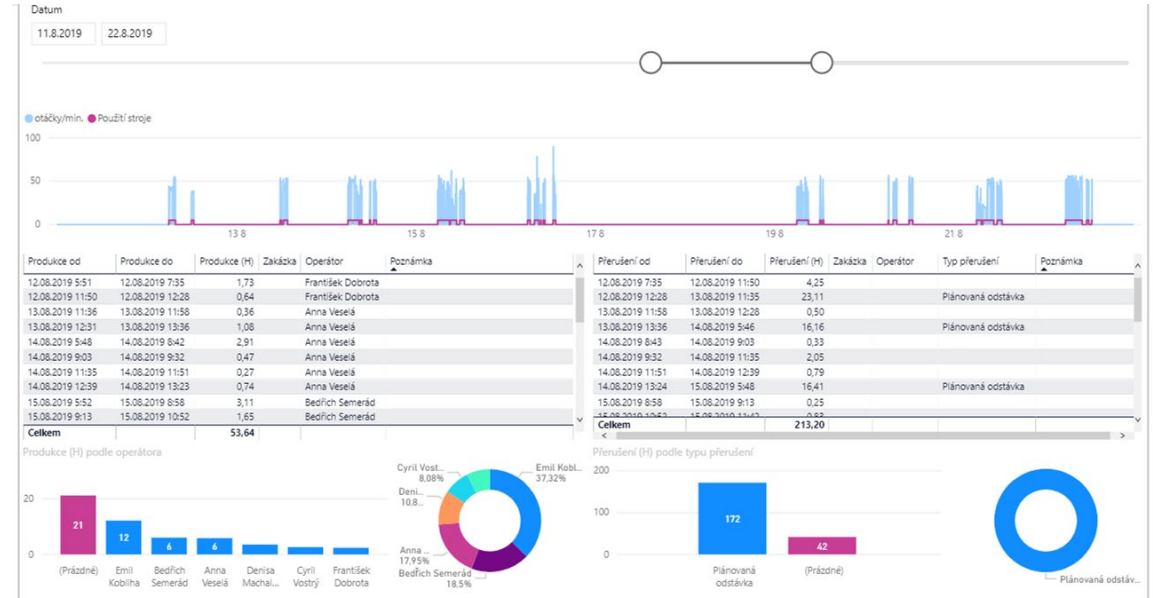 Datum
11.8.2019 22.8.2019
otáčky/min. Použití stroje
100
50
0
13 8 15 8 17 8 19 8 21 8
Produkce od Produkce do Produkce (H) Zakázka Operátor Poznámka
12.08.2019 5:51 12.08.2019 7:35 1,73 František Dobrota
12.08.2019 11:50 12.08.2019 12:28 0,64 František Dobrota
13.08.2019 11:36 13.08.2019 11:58 0,36 Anna Veselá
13.08.2019 12:31 13.08.2019 13:36 1,08 Anna Veselá
14.08.2019 5:48 14.08.2019 8:42 2,91 Anna Veselá
14.08.2019 9:03 14.08.2019 9:32 0,47 Anna Veselá
14.08.2019 11:35 14.08.2019 11:51 0,27 Anna Veselá
14.08.2019 12:39 14.08.2019 13:23 0,74 Anna Veselá
15.08.2019 5:52 15.08.2019 8:58 3,11 Bedřich Semerád
15.08.2019 9:13 15.08.2019 10:52 1,65 Bedřich Semerád
Celkem 53,64
Přerušení od Přerušení do Přerušení (H) Zakázka Operátor Typ přerušení Poznámka
12.08.2019 7:35 12.08.2019 11:50 4,25
12.08.2019 12:28 13.08.2019 11:35 23,11 Plánovaná odstávka
13.08.2019 11:58 13.08.2019 12:28 0,50
13.08.2019 13:36 14.08.2019 5:46 16,16 Plánovaná odstávka
14.08.2019 8:43 14.08.2019 9:03 0,33
14.08.2019 9:32 14.08.2019 11:35 2,05
14.08.2019 11:51 14.08.2019 12:39 0,79
14.08.2019 13:24 15.08.2019 5:48 16,41 Plánovaná odstávka
15.08.2019 8:58 15.08.2019 9:13 0,25
15.08.2019 10:52 15.08.2019 11:42 0,83
Celkem 213,20
Produkce (H) podle operátora
20
0
21
12
6
6
(Prázdné) Emil Bedřich Anna Denisa Cyril František
Kobliha Semerád Veselá Machal... Vostrý Dobrota
Cyril Vost...
8,08%
Deni...
10,8...
Anna ...
17,95%
Bedřich Semerád
18,5%
Emil Kobl...
37,32%
Přerušení (H) podle typu přerušení
200
100
0
172
42
Plánovaná (Prázdné)
odstávka
Plánovaná odstáv...